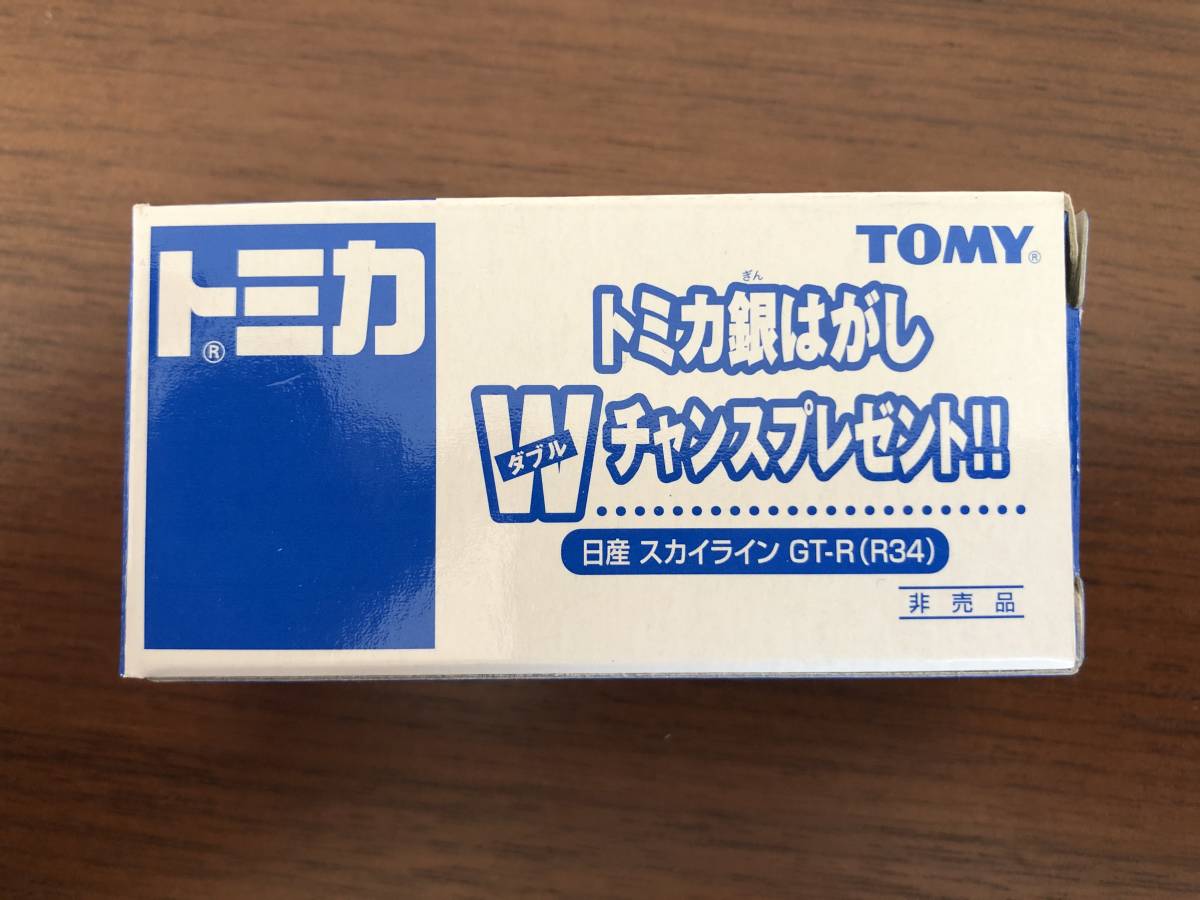 トミカ®
TOMY®
ぎん
トミカ銀はがし
Wダブルチャンスプレゼント!!
日産 スカイライン GT-R(R34)
非売品